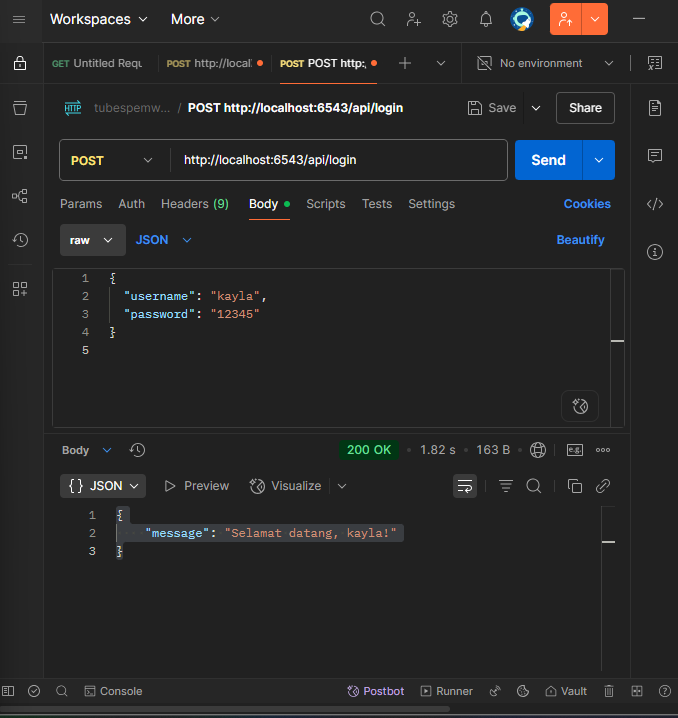 Workspaces More
GET Untitled Requ POST http://local POST POST http:, No environment
HTTP tubespemw... / POST http://localhost:6543/api/login Save Share
POST http://localhost:6543/api/login Send
Params Auth Headers (9) Body Scripts Tests Settings Cookies
raw JSON Beautify
1 {
2 "username": "kayla",
3 "password": "12345"
4 }
5
Body 200 OK • 1.82 s • 163 B • e.g.
{} JSON Preview Visualize
1 {
2 "message": "Selamat datang, kayla!"
3 }
Console Postbot Runner Vault